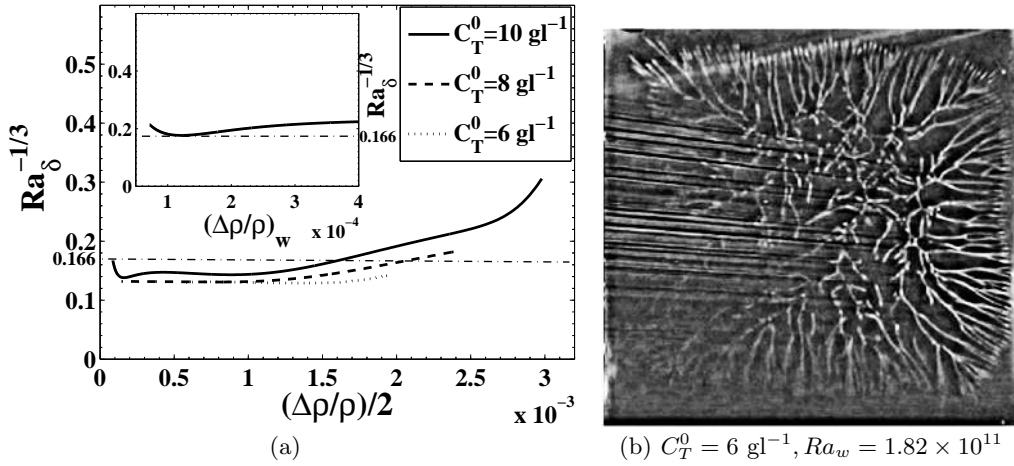 Ra_δ^{-1/3}
0.5
0.4
0.3
0.2
0.166
0.1
0
0 0.5 1 1.5 2 2.5 3
x 10^{-3}
(Δρ/ρ)/2
0.4
0.2
0
0.5 1 2 3 4
x 10^{-4}
(Δρ/ρ)_w
Ra_δ^{-1/3}
0.166
C_T^0=10 gl^{-1}
C_T^0=8 gl^{-1}
C_T^0=6 gl^{-1}
(a)
(b) C_T^0 = 6 gl^{-1}, Ra_w = 1.82 × 10^{11}